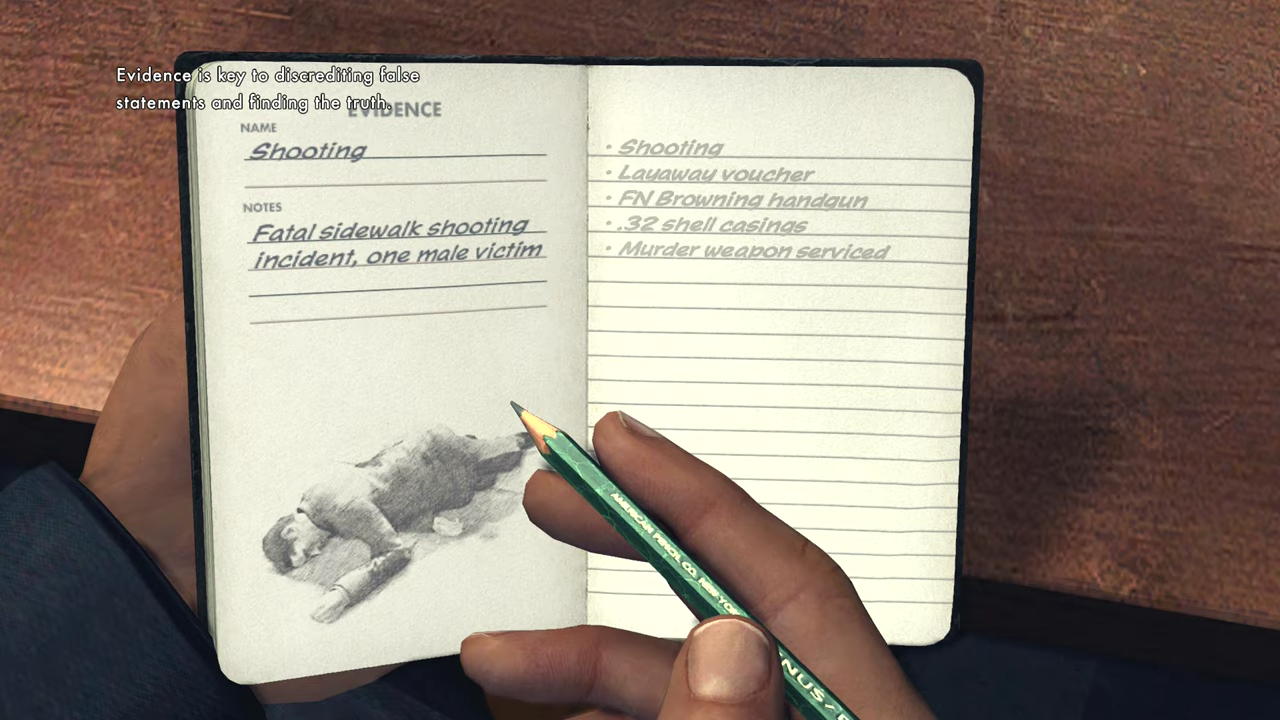 Evidence is key to discrediting false
statements and finding the truth.
EVIDENCE
NAME
Shooting
NOTES
Fatal sidewalk shooting
incident, one male victim
• Shooting
• Layaway voucher
• FN Browning handgun
• .32 shell casings
• Murder weapon serviced
AMERICAN PENCIL CO. NEW YORK